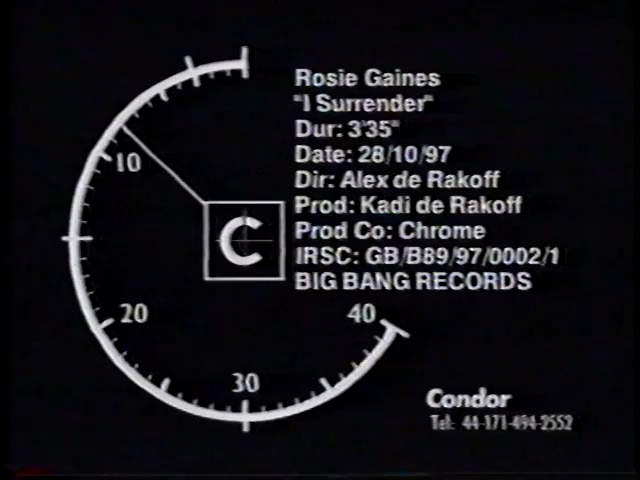 Rosie Gaines
"I Surrender"
Dur: 3'35"
Date: 28/10/97
Dir: Alex de Rakoff
Prod: Kadi de Rakoff
Prod Co: Chrome
IRSC: GB/B89/97/0002/1
BIG BANG RECORDS
10
C
20
40
30
Condor
Tel: 44-171-494-2552